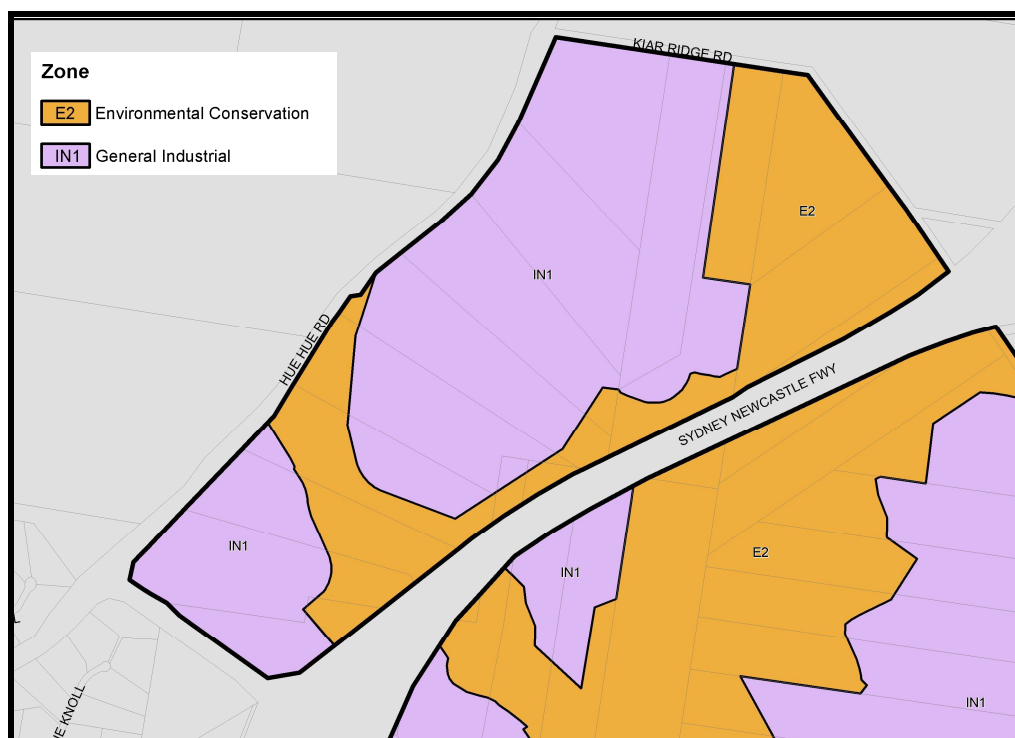 Zone
E2 Environmental Conservation
IN1 General Industrial
KIAR RIDGE RD
E2
IN1
HUE HUE RD
SYDNEY NEWCASTLE FWY
IN1
E2
IN1
IN1
KNOLL